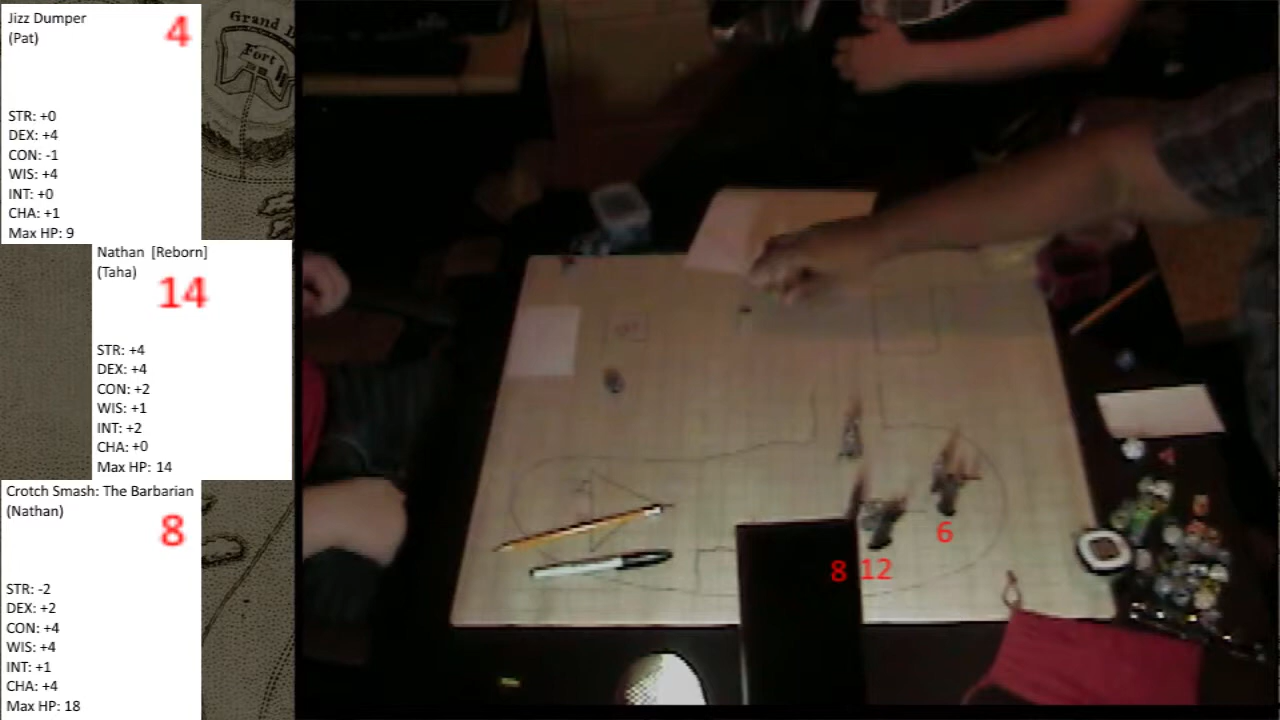 Jizz Dumper
(Pat)
4
STR: +0
DEX: +4
CON: -1
WIS: +4
INT: +0
CHA: +1
Max HP: 9
Grand
Fort
Nathan [Reborn]
(Taha)
14
STR: +4
DEX: +4
CON: +2
WIS: +1
INT: +2
CHA: +0
Max HP: 14
Crotch Smash: The Barbarian
(Nathan)
8
STR: -2
DEX: +2
CON: +4
WIS: +4
INT: +1
CHA: +4
Max HP: 18
6
8 12